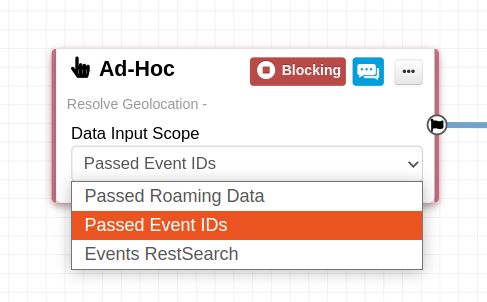 Ad-Hoc
Blocking
Resolve Geolocation -
Data Input Scope
Passed Event IDs
Passed Roaming Data
Passed Event IDs
Events RestSearch